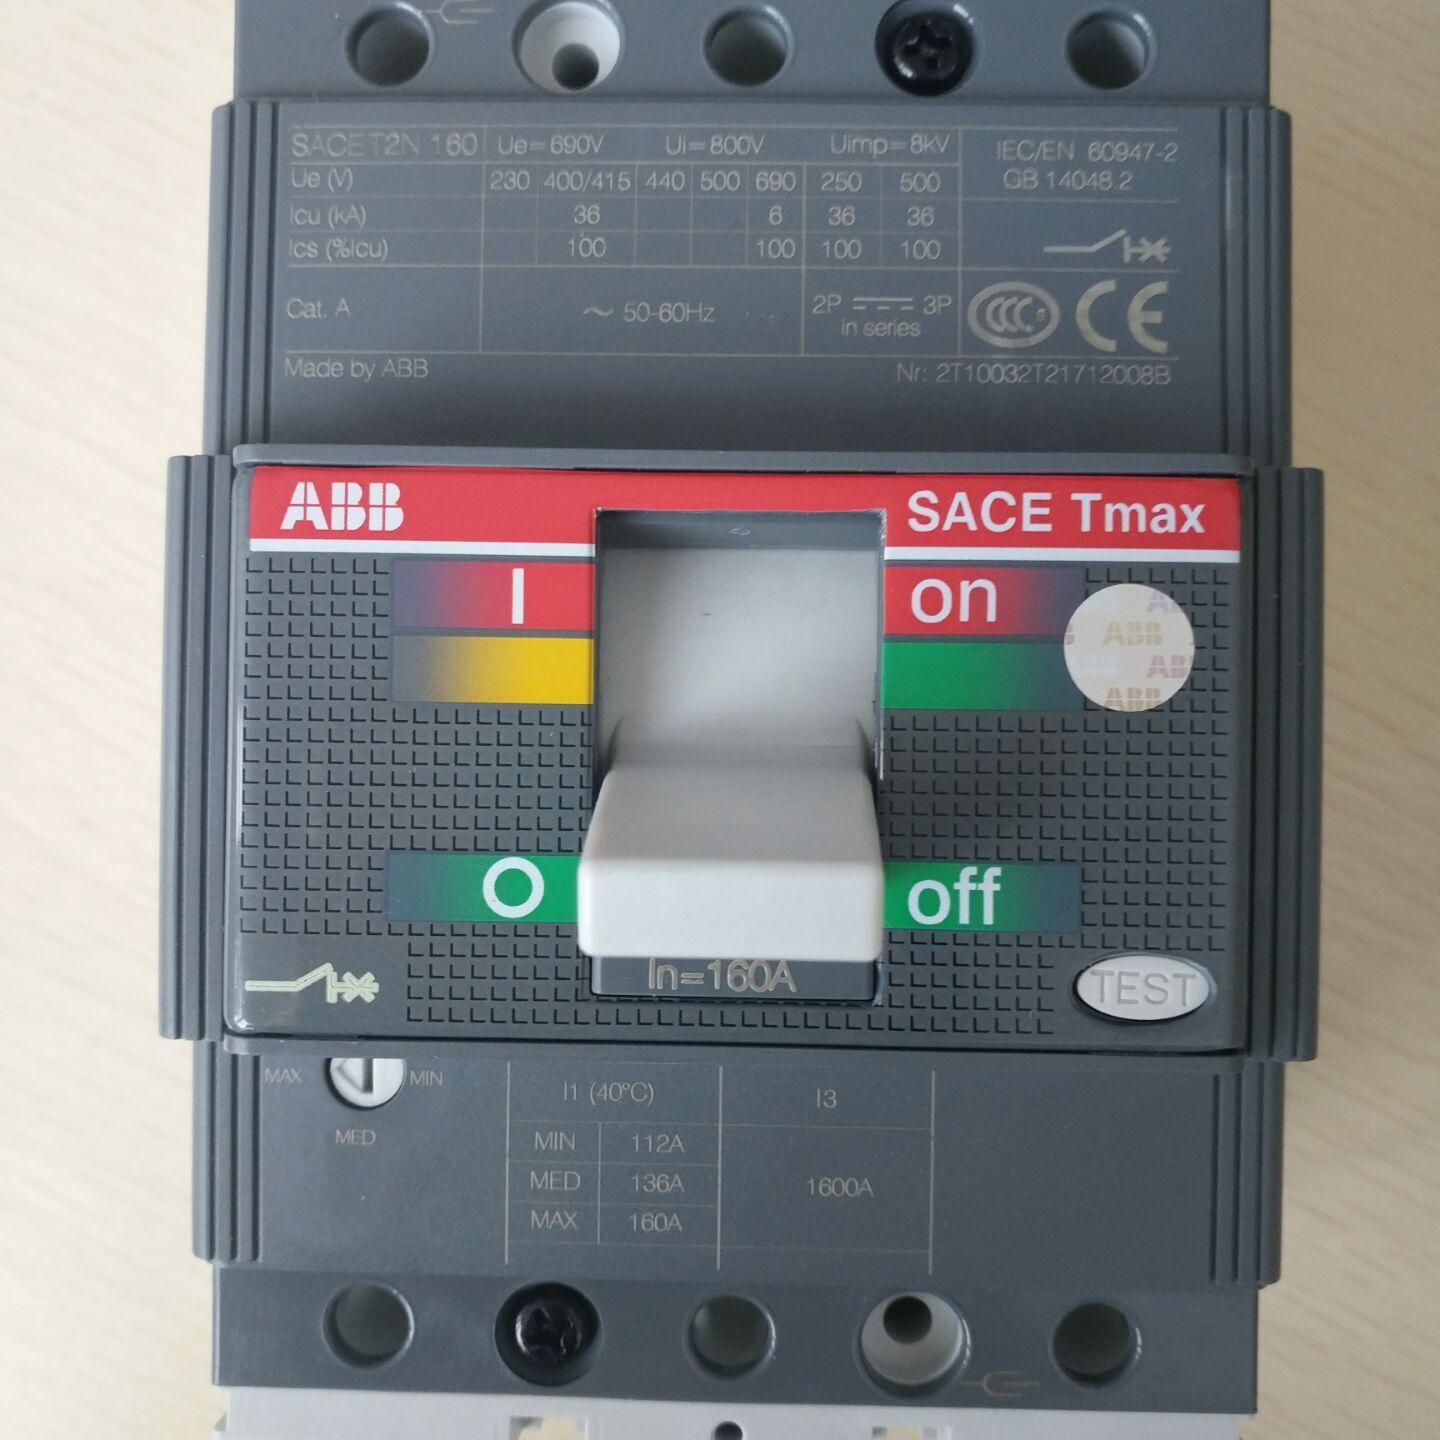 SACE T2N 160 Ue=690V Ui=800V Uimp=8kV IEC/EN 60947-2
Ue (V) 230 400/415 440 500 690 250 500 GB 14048.2
Icu (kA) 36 6 36 36
Ics (%Icu) 100 100 100 100
Cat. A ~ 50-60Hz 2P 3P
in series
CCC S CE
Made by ABB Nr: 2T10032T21712008B
ABB SACE Tmax
I on
ABB
ABB
ABB
O off
In=160A
TEST
MAX MIN
MED
I1 (40°C) I3
MIN 112A
MED 136A 1600A
MAX 160A